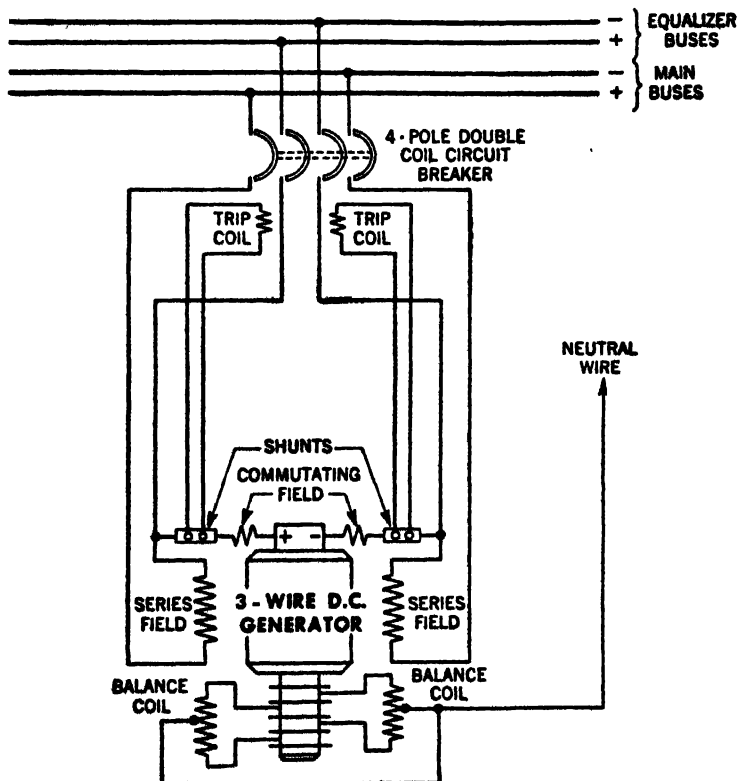 − EQUALIZER
+ BUSES
− MAIN
+ BUSES
4-POLE DOUBLE
COIL CIRCUIT
BREAKER
TRIP
COIL
TRIP
COIL
NEUTRAL
WIRE
SHUNTS
COMMUTATING
FIELD
+ −
SERIES
FIELD
3-WIRE D.C.
GENERATOR
SERIES
FIELD
BALANCE
COIL
BALANCE
COIL